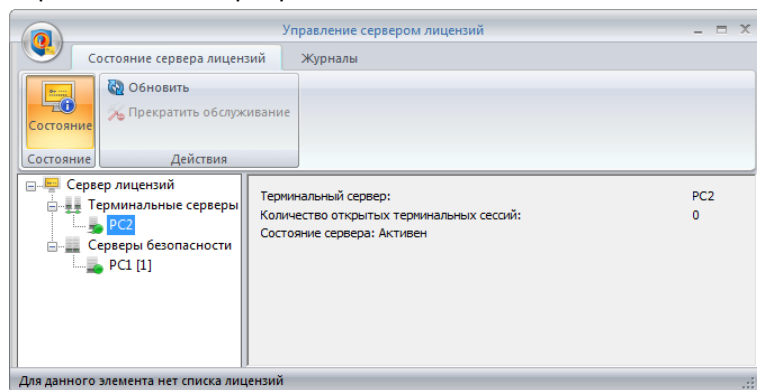 Управление сервером лицензий
Состояние сервера лицензий Журналы
Обновить
Прекратить обслуживание
Состояние
Состояние Действия
Сервер лицензий
Терминальные серверы
PC2
Серверы безопасности
PC1 [1]
Терминальный сервер: PC2
Количество открытых терминальных сессий: 0
Состояние сервера: Активен
Для данного элемента нет списка лицензий